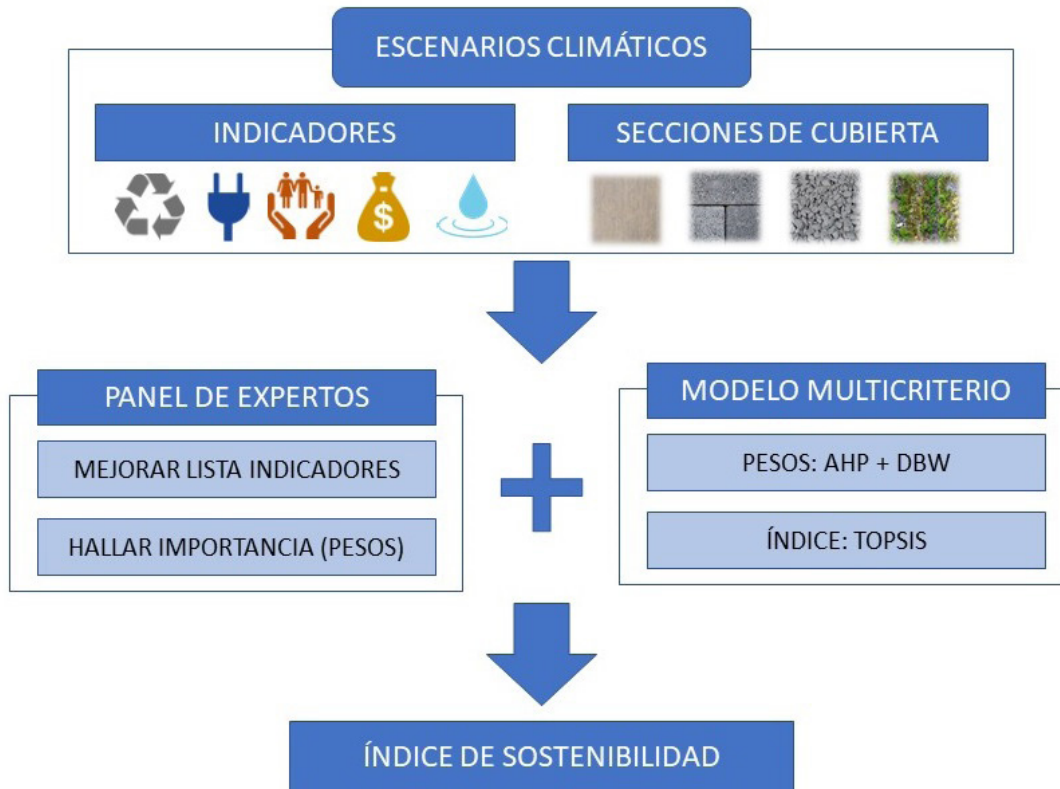 ESCENARIOS CLIMÁTICOS
INDICADORES
SECCIONES DE CUBIERTA
$
PANEL DE EXPERTOS
MEJORAR LISTA INDICADORES
HALLAR IMPORTANCIA (PESOS)
MODELO MULTICRITERIO
PESOS: AHP + DBW
ÍNDICE: TOPSIS
ÍNDICE DE SOSTENIBILIDAD